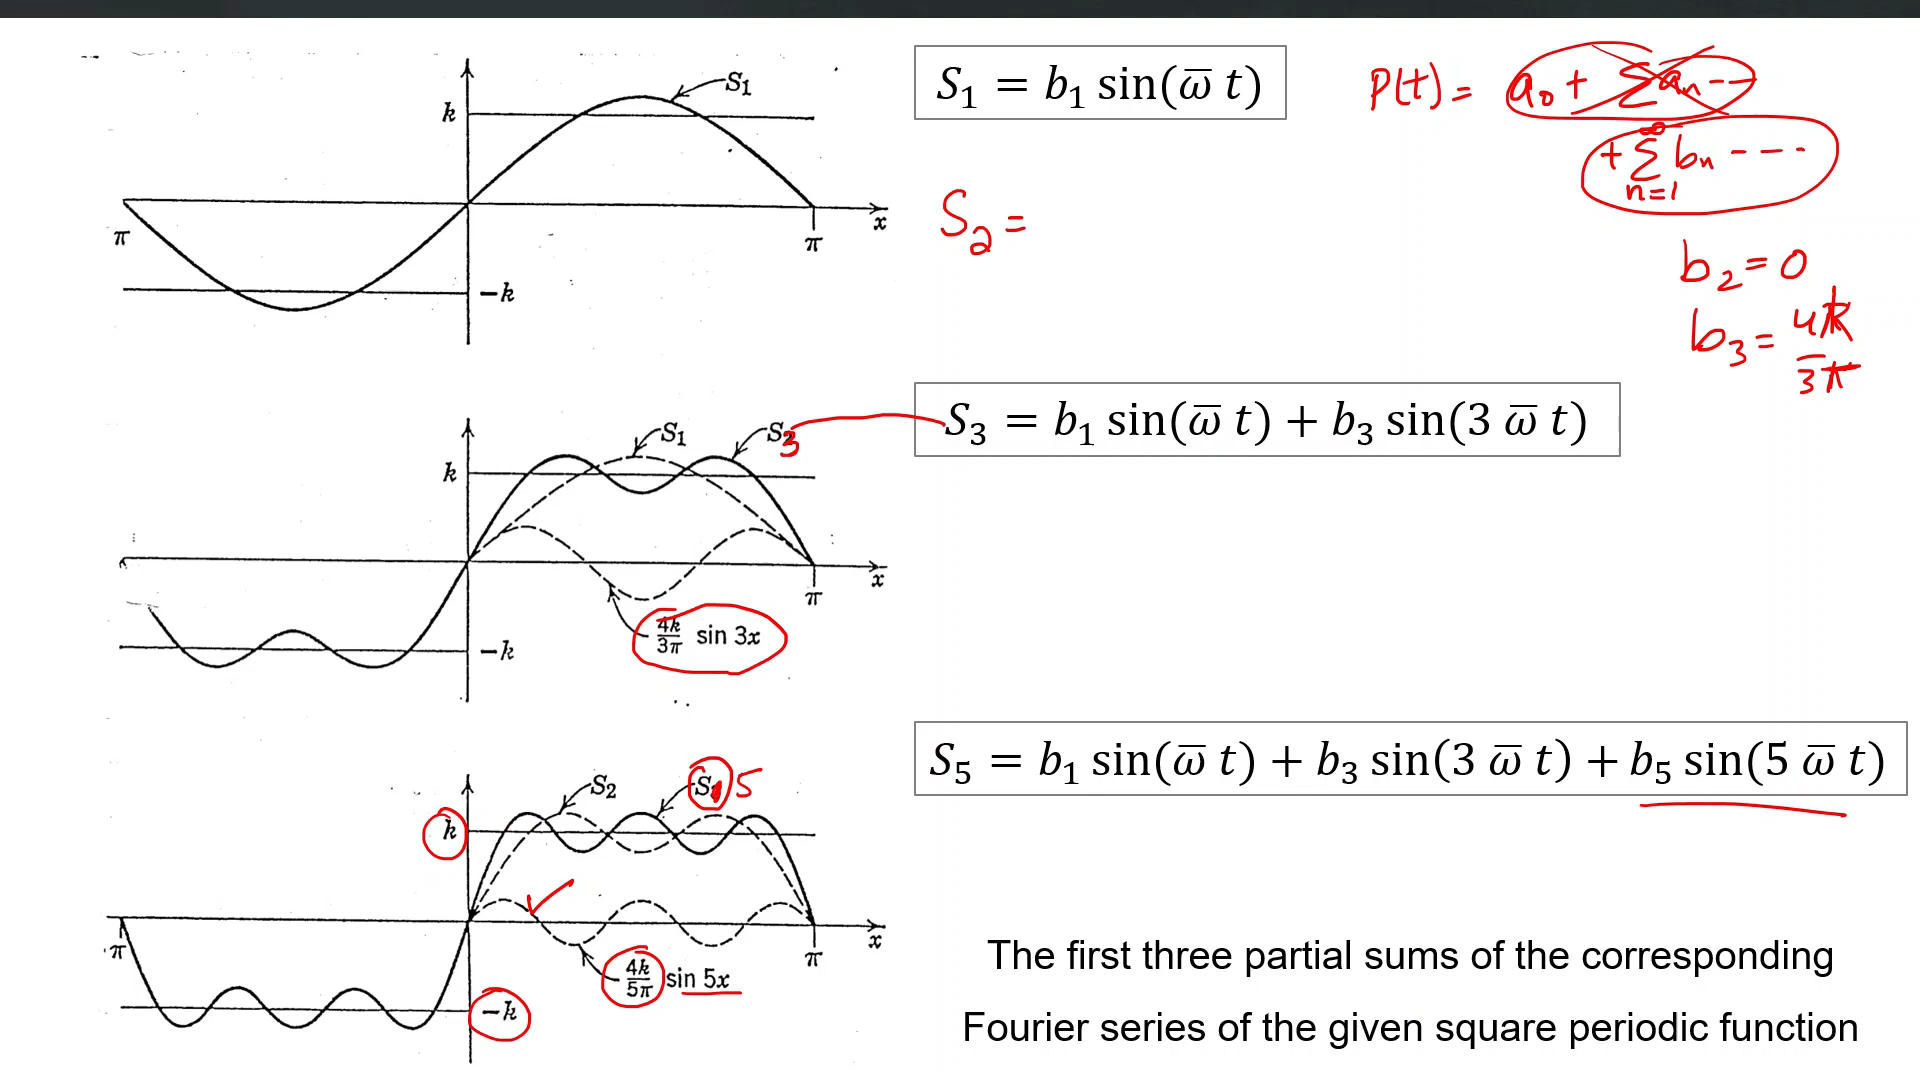 S₁
k
−k
π
π
x
S₁ = b₁ sin(ω̅ t)
P(t) = a₀ + ∑ aₙ ---
+ ∑ bₙ ----
∞
n=1
S₂ =
b₂ = 0
b₃ = 4k/3π
S₁
S3
k
−k
π
x
4k/3π sin 3x
S₃ = b₁ sin(ω̅ t) + b₃ sin(3 ω̅ t)
S₂
S 5
k
−k
π
π
x
4k/5π sin 5x
S₅ = b₁ sin(ω̅ t) + b₃ sin(3 ω̅ t) + b₅ sin(5 ω̅ t)
The first three partial sums of the corresponding
Fourier series of the given square periodic function